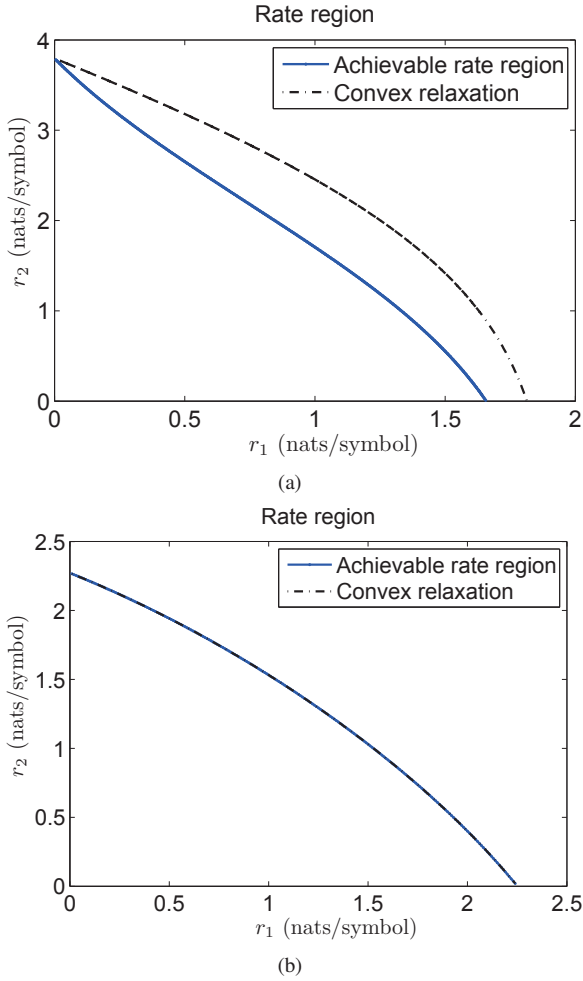 Rate region
Achievable rate region
Convex relaxation
4
3
2
1
0
r₂ (nats/symbol)
0 0.5 1 1.5 2
r₁ (nats/symbol)
(a)
Rate region
Achievable rate region
Convex relaxation
2.5
2
1.5
1
0.5
0
r₂ (nats/symbol)
0 0.5 1 1.5 2 2.5
r₁ (nats/symbol)
(b)